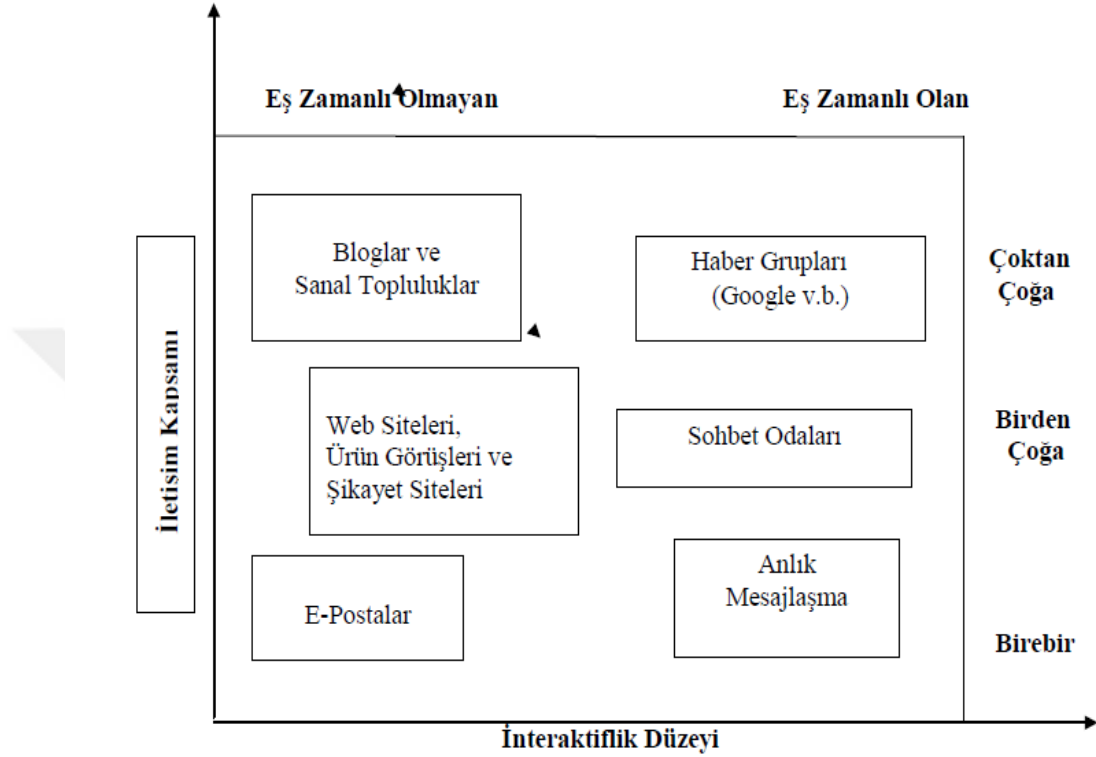 Eş Zamanlı Olmayan
Eş Zamanlı Olan
Bloglar ve
Sanal Topluluklar
Haber Grupları
(Google v.b.)
Çoktan
Çoğa
İletisim Kapsamı
Web Siteleri,
Ürün Görüşleri ve
Şikayet Siteleri
Sohbet Odaları
Birden
Çoğa
E-Postalar
Anlık
Mesajlaşma
Birebir
İnteraktiflik Düzeyi